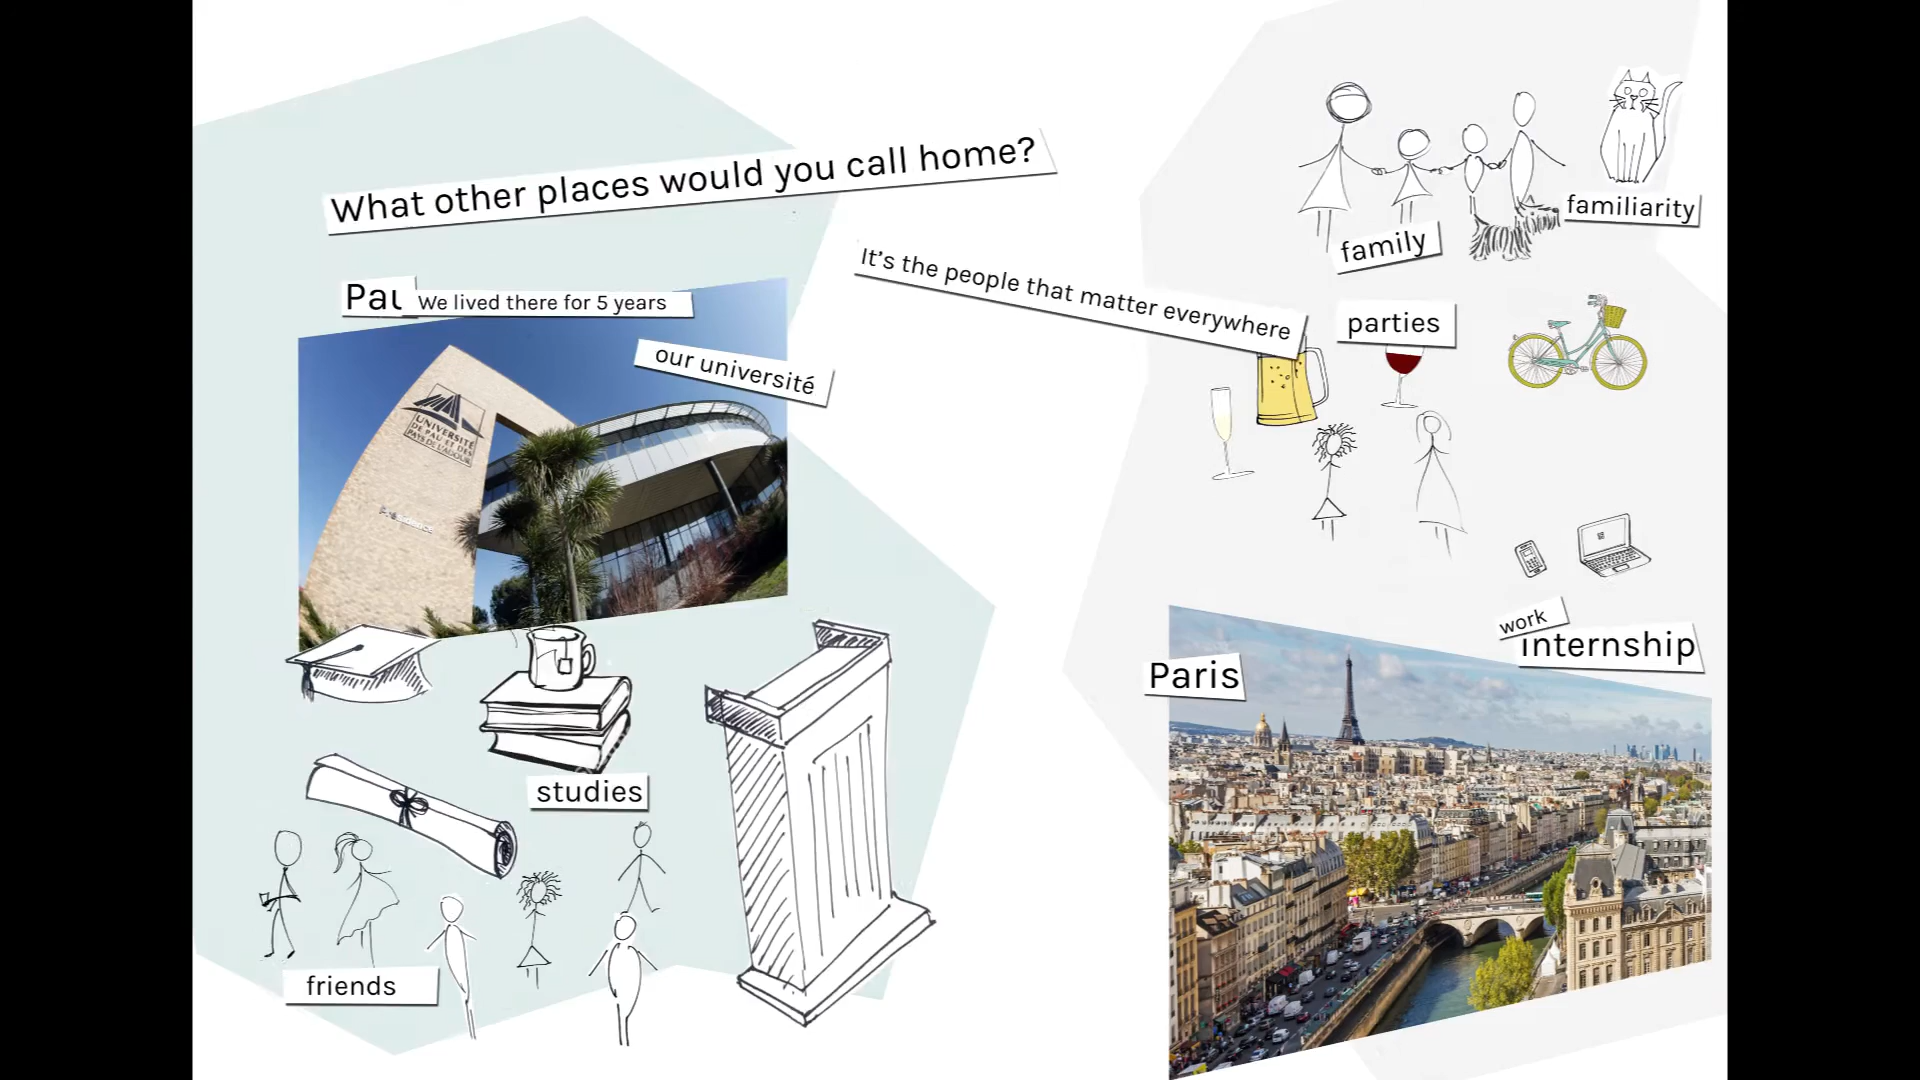 What other places would you call home?
Pau
We lived there for 5 years
our université
UNIVERSITÉ
DE PAU ET DES
PAYS DE L'ADOUR
studies
friends
It's the people that matter everywhere
family
familiarity
parties
work
internship
Paris